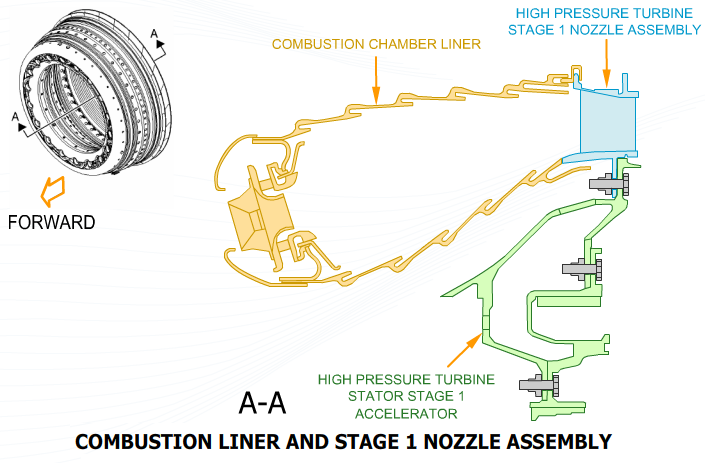 HIGH PRESSURE TURBINE
STAGE 1 NOZZLE ASSEMBLY
COMBUSTION CHAMBER LINER
A
A
FORWARD
HIGH PRESSURE TURBINE
STATOR STAGE 1
ACCELERATOR
A-A
COMBUSTION LINER AND STAGE 1 NOZZLE ASSEMBLY